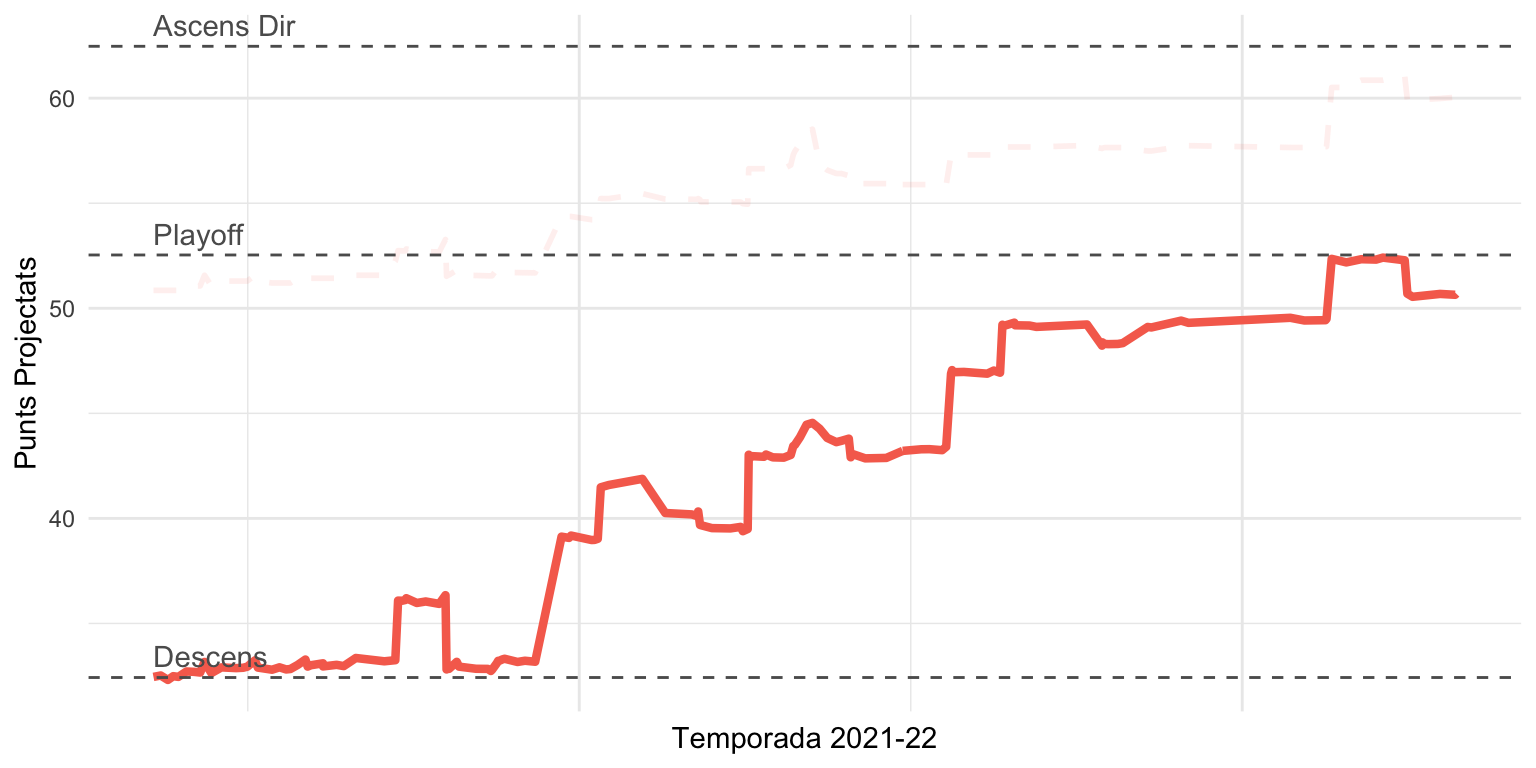 Ascens Dir
60
Playoff
50
Punts Projectats
40
Descens
Temporada 2021-22